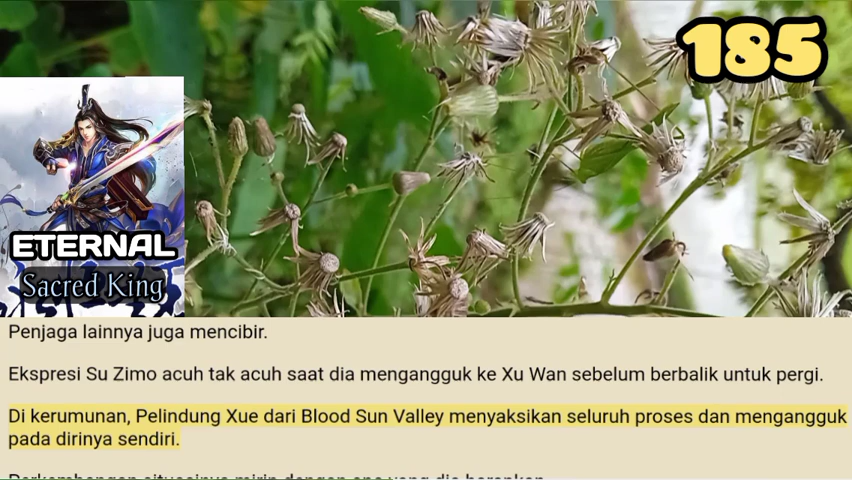 185
ETERNAL
Sacred King
Penjaga lainnya juga mencibir.
Ekspresi Su Zimo acuh tak acuh saat dia mengangguk ke Xu Wan sebelum berbalik untuk pergi.
Di kerumunan, Pelindung Xue dari Blood Sun Valley menyaksikan seluruh proses dan mengangguk
pada dirinya sendiri.